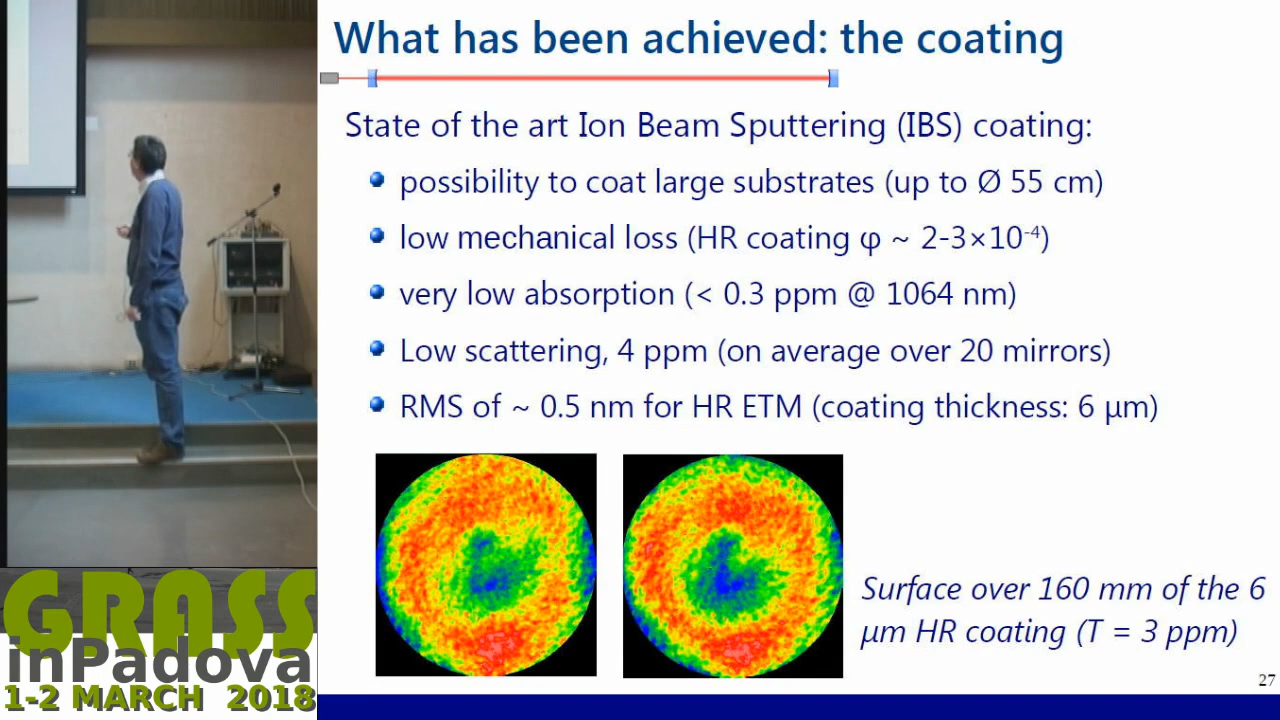 What has been achieved: the coating
State of the art Ion Beam Sputtering (IBS) coating:
possibility to coat large substrates (up to Ø 55 cm)
low mechanical loss (HR coating φ ~ 2-3×10⁻⁴)
very low absorption (< 0.3 ppm @ 1064 nm)
Low scattering, 4 ppm (on average over 20 mirrors)
RMS of ~ 0.5 nm for HR ETM (coating thickness: 6 μm)
Surface over 160 mm of the 6
μm HR coating (T = 3 ppm)
27
GRASS
inPadova
1-2 MARCH 2018